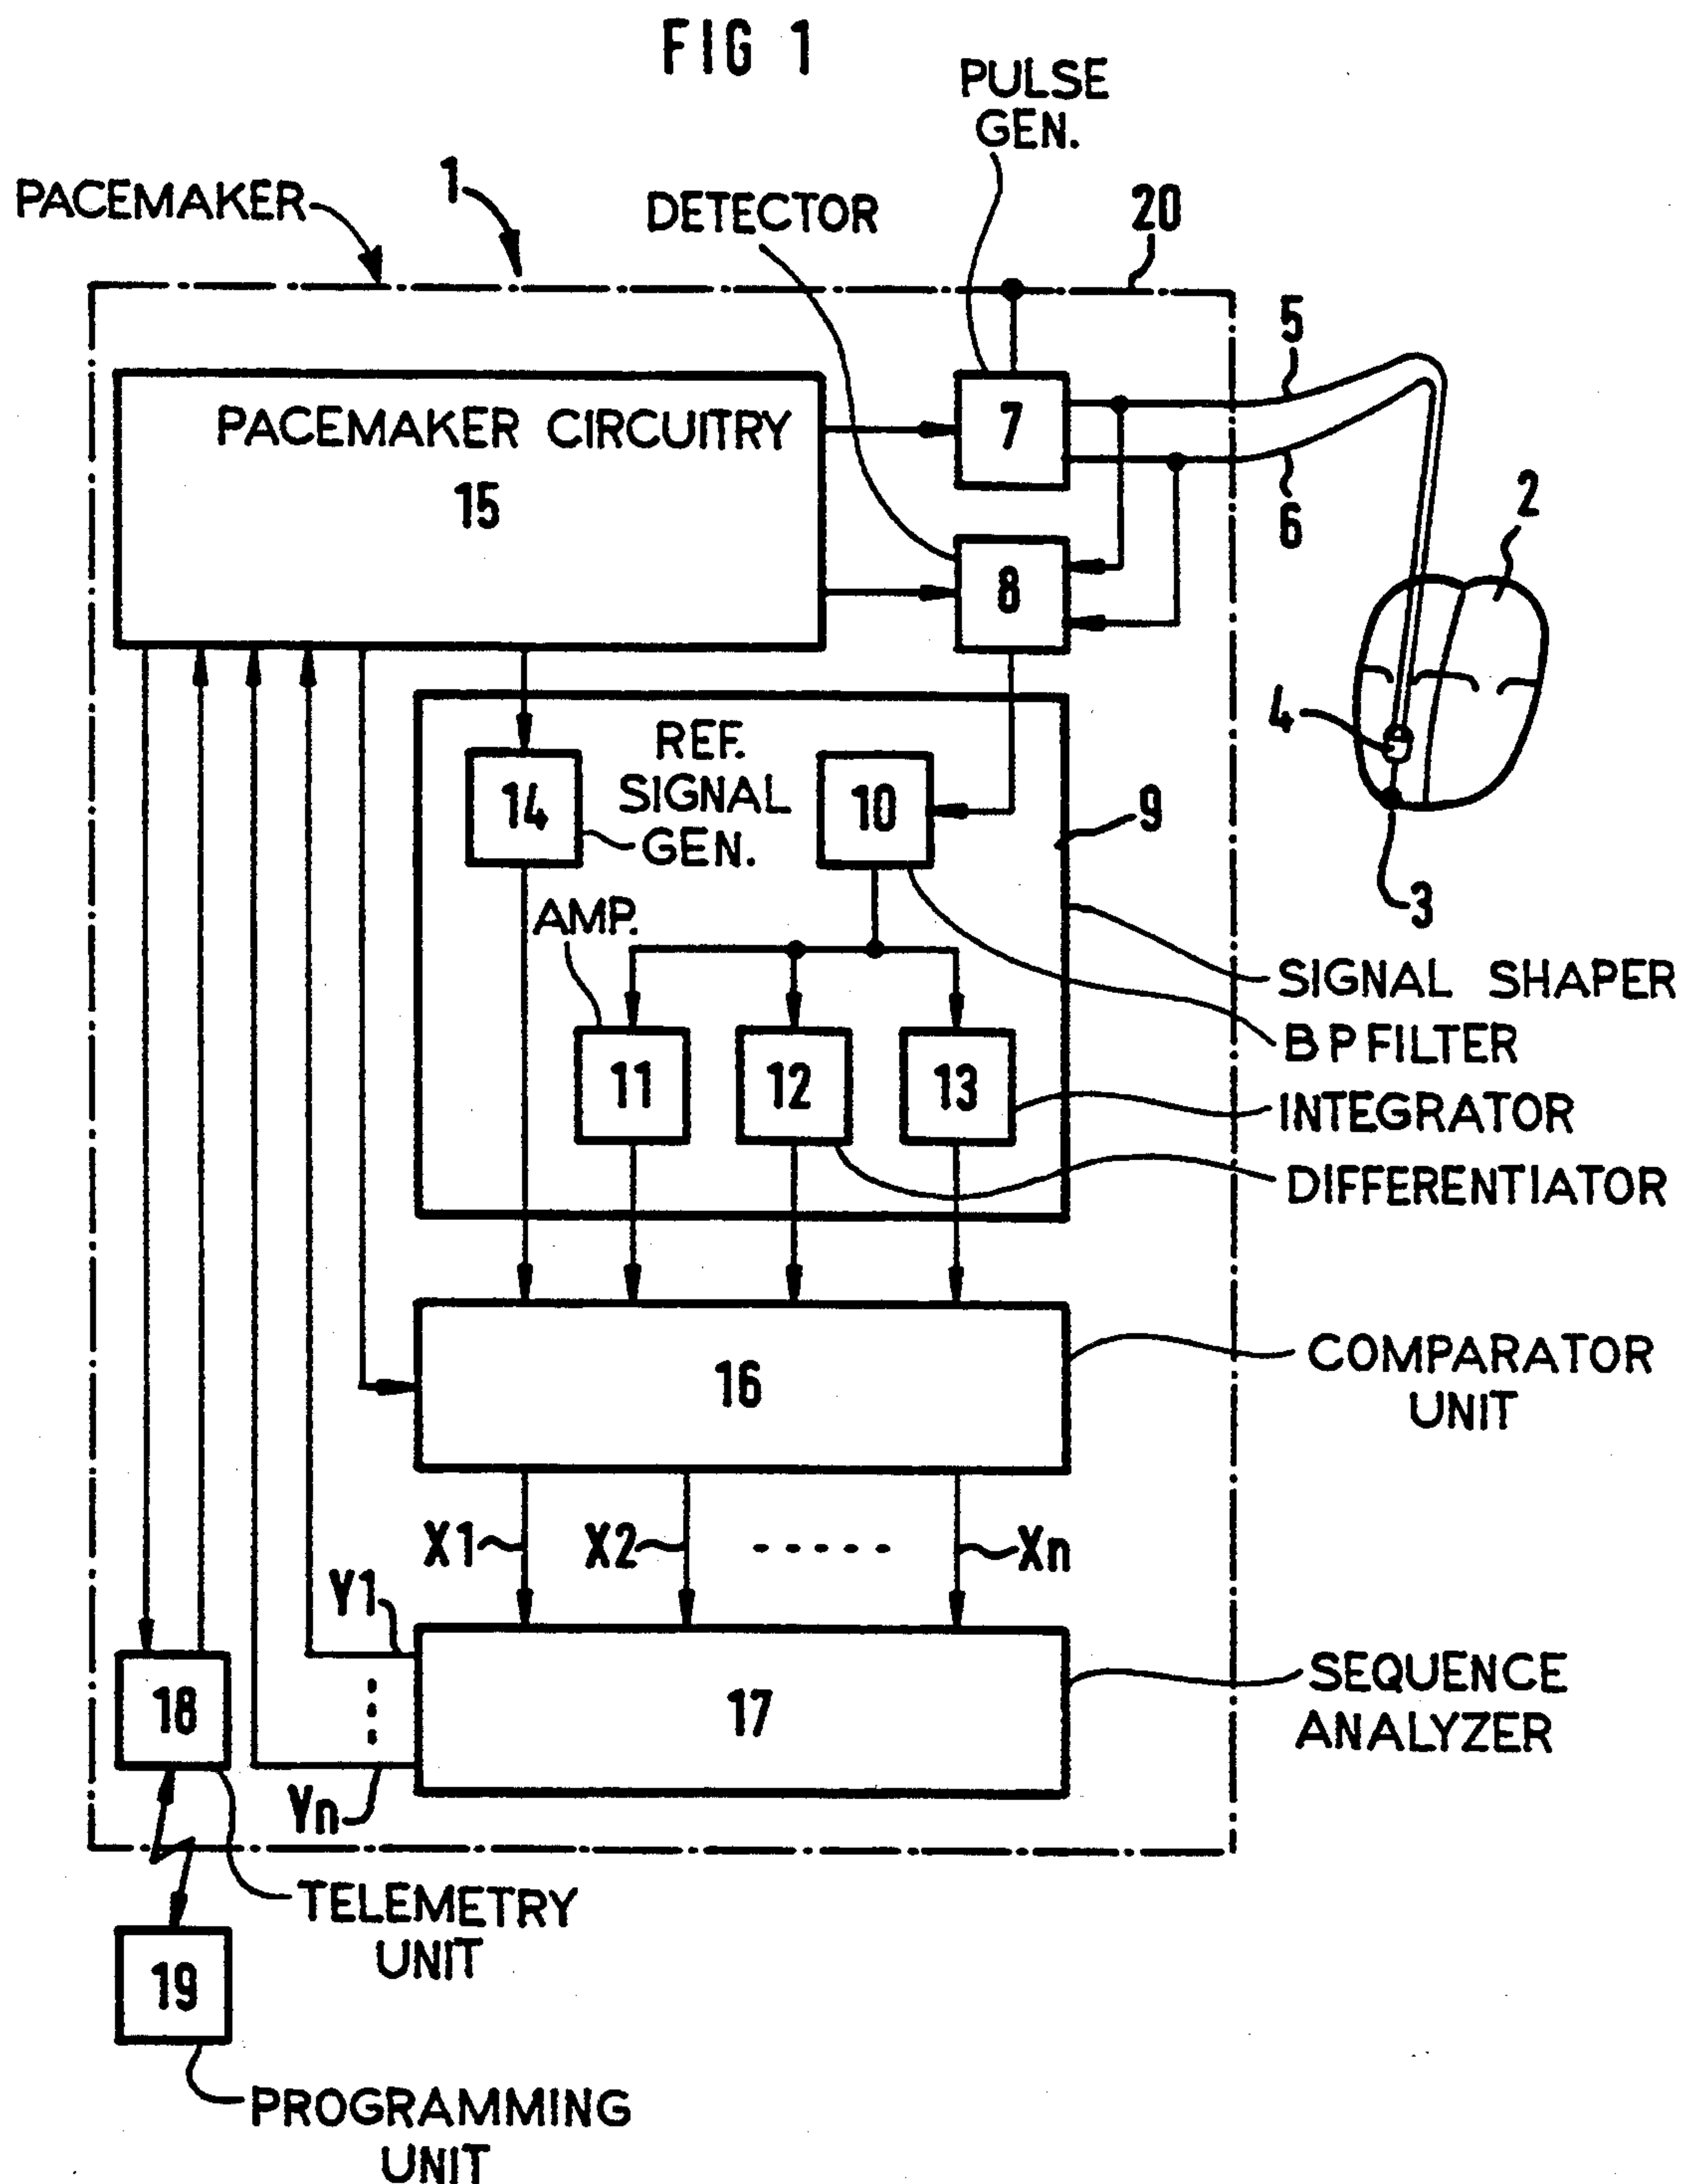 FIG 1
PULSE
GEN.
PACEMAKER
1
DETECTOR
20
5
PACEMAKER CIRCUITRY
15
7
6
2
8
REF.
SIGNAL
GEN.
14
10
4
9
3
AMP.
SIGNAL SHAPER
BP FILTER
11
12
13
INTEGRATOR
DIFFERENTIATOR
16
COMPARATOR
UNIT
X1
X2
.....
Xn
Y1
17
SEQUENCE
ANALYZER
18
Yn
TELEMETRY
UNIT
19
PROGRAMMING
UNIT